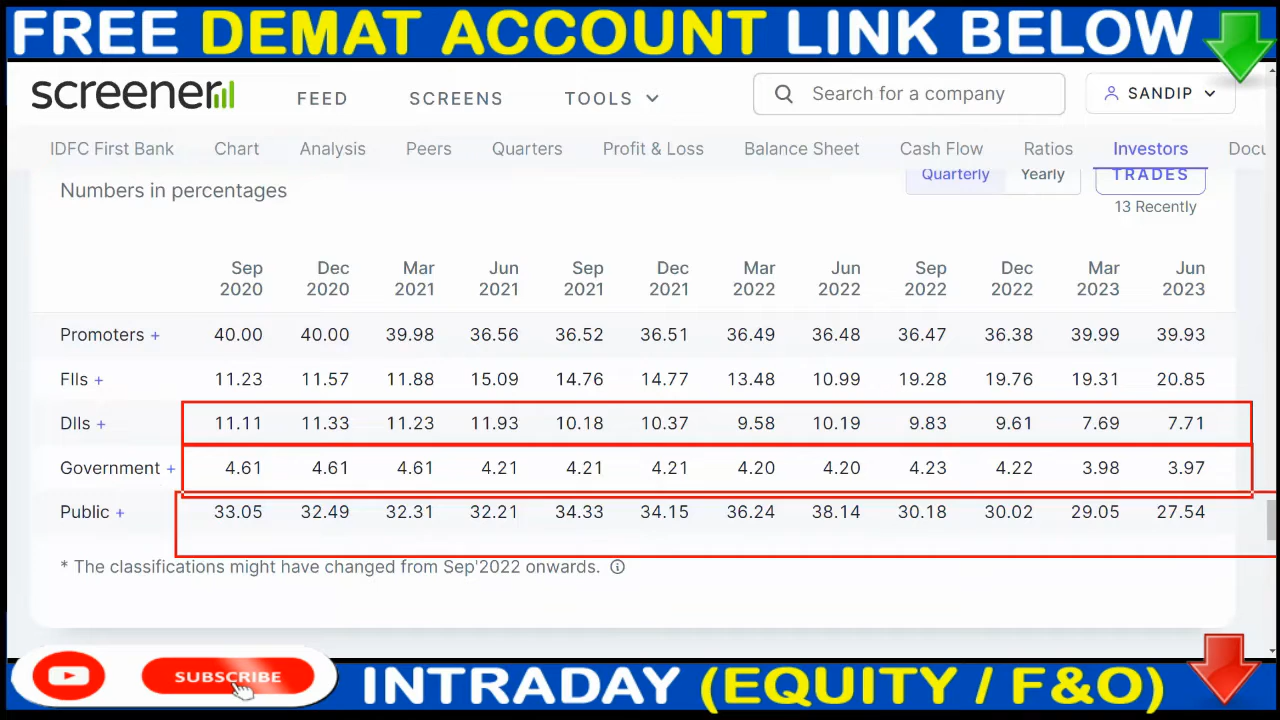 FREE DEMAT ACCOUNT LINK BELOW
screener FEED SCREENS TOOLS Search for a company SANDIP
IDFC First Bank Chart Analysis Peers Quarters Profit & Loss Balance Sheet Cash Flow Ratios Investors Docu
Numbers in percentages Quarterly Yearly TRADES
13 Recently
Sep Dec Mar Jun Sep Dec Mar Jun Sep Dec Mar Jun
2020 2020 2021 2021 2021 2021 2022 2022 2022 2022 2023 2023
Promoters + 40.00 40.00 39.98 36.56 36.52 36.51 36.49 36.48 36.47 36.38 39.99 39.93
FIIs + 11.23 11.57 11.88 15.09 14.76 14.77 13.48 10.99 19.28 19.76 19.31 20.85
DIIs + 11.11 11.33 11.23 11.93 10.18 10.37 9.58 10.19 9.83 9.61 7.69 7.71
Government + 4.61 4.61 4.61 4.21 4.21 4.21 4.20 4.20 4.23 4.22 3.98 3.97
Public + 33.05 32.49 32.31 32.21 34.33 34.15 36.24 38.14 30.18 30.02 29.05 27.54
* The classifications might have changed from Sep'2022 onwards.
SUBSCRIBE
INTRADAY (EQUITY / F&O)